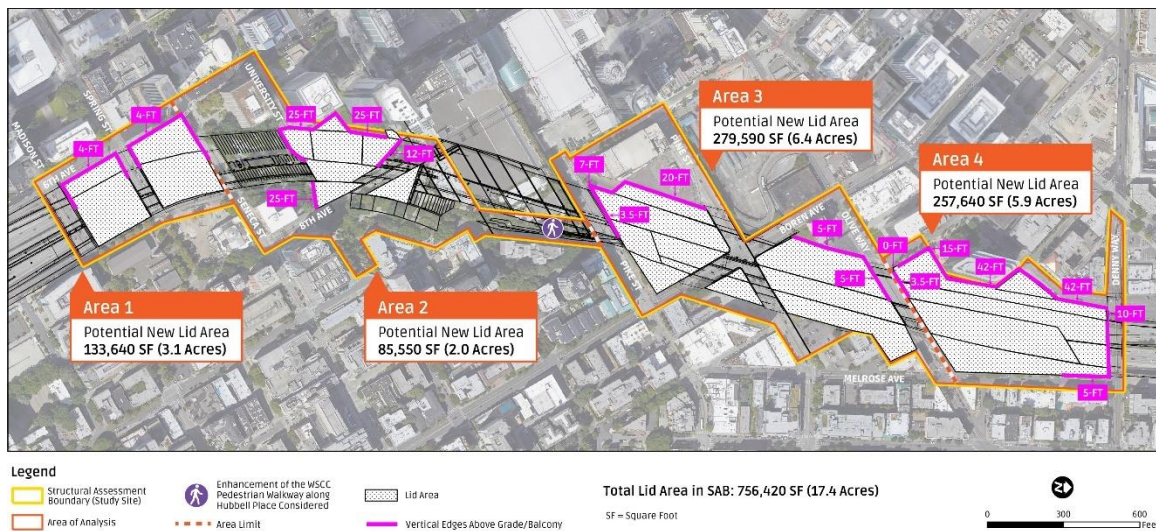 MADISON ST
SPRING ST
6TH AVE
4-FT
4-FT
UNIVERSITY ST
25-FT
25-FT
12-FT
25-FT
SENECA ST
8TH AVE
Area 1
Potential New Lid Area
133,640 SF (3.1 Acres)
Area 2
Potential New Lid Area
85,550 SF (2.0 Acres)
7-FT
20-FT
3.5-FT
PIKE ST
PINE ST
Area 3
Potential New Lid Area
279,590 SF (6.4 Acres)
BOREN AVE
OLIVE WAY
5-FT
5-FT
0-FT
15-FT
3.5-FT
42-FT
42-FT
10-FT
5-FT
DENNY WAY
MELROSE AVE
Area 4
Potential New Lid Area
257,640 SF (5.9 Acres)
Legend
Structural Assessment
Boundary (Study Site)
Area of Analysis
Enhancement of the WSCC
Pedestrian Walkway along
Hubbell Place Considered
Area Limit
Lid Area
Vertical Edges Above Grade/Balcony
Total Lid Area in SAB: 756,420 SF (17.4 Acres)
SF = Square Foot
N
0 300 600
Feet